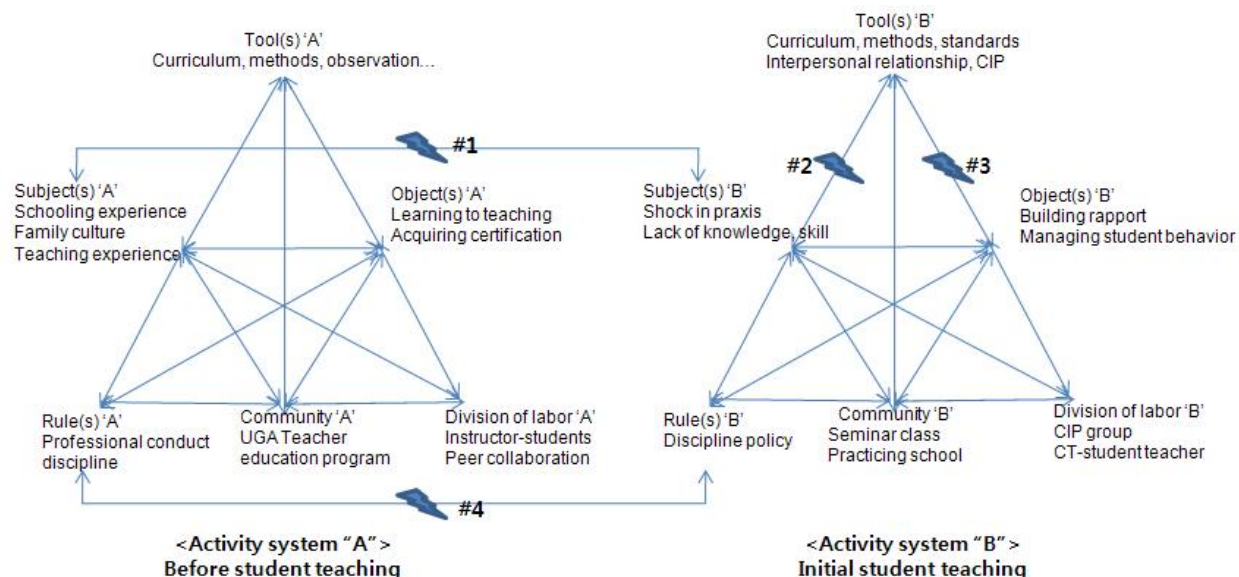 Tool(s) ‘A’
Curriculum, methods, observation…
Tool(s) ‘B’
Curriculum, methods, standards
Interpersonal relationship, CIP
#1
#2
#3
Subject(s) ‘A’
Schooling experience
Family culture
Teaching experience
Object(s) ‘A’
Learning to teaching
Acquiring certification
Subject(s) ‘B’
Shock in praxis
Lack of knowledge, skill
Object(s) ‘B’
Building rapport
Managing student behavior
Rule(s) ‘A’
Professional conduct
discipline
Community ‘A’
UGA Teacher
education program
Division of labor ‘A’
Instructor-students
Peer collaboration
Rule(s) ‘B’
Discipline policy
Community ‘B’
Seminar class
Practicing school
Division of labor ‘B’
CIP group
CT-student teacher
#4
<Activity system “A”>
Before student teaching
<Activity system “B”>
Initial student teaching